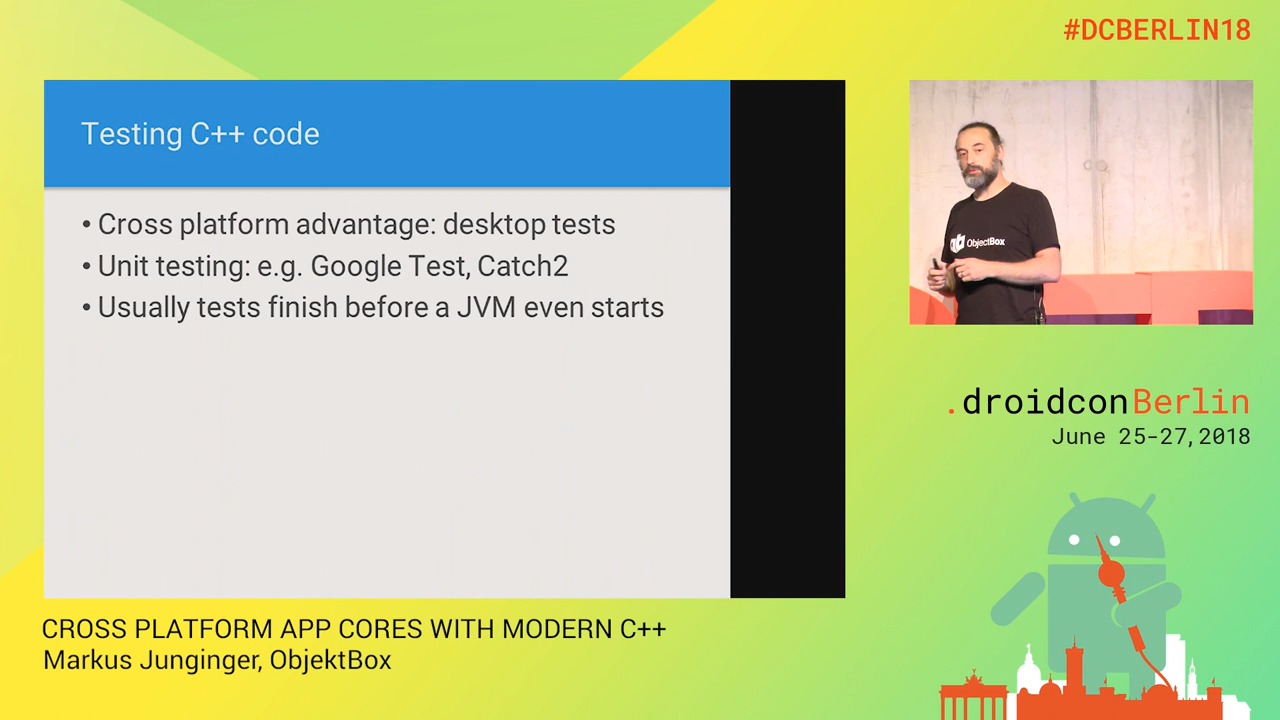 #DCBERLIN18
Testing C++ code
• Cross platform advantage: desktop tests
• Unit testing: e.g. Google Test, Catch2
• Usually tests finish before a JVM even starts
ObjectBox
.droidconBerlin
June 25-27, 2018
CROSS PLATFORM APP CORES WITH MODERN C++
Markus Junginger, ObjektBox